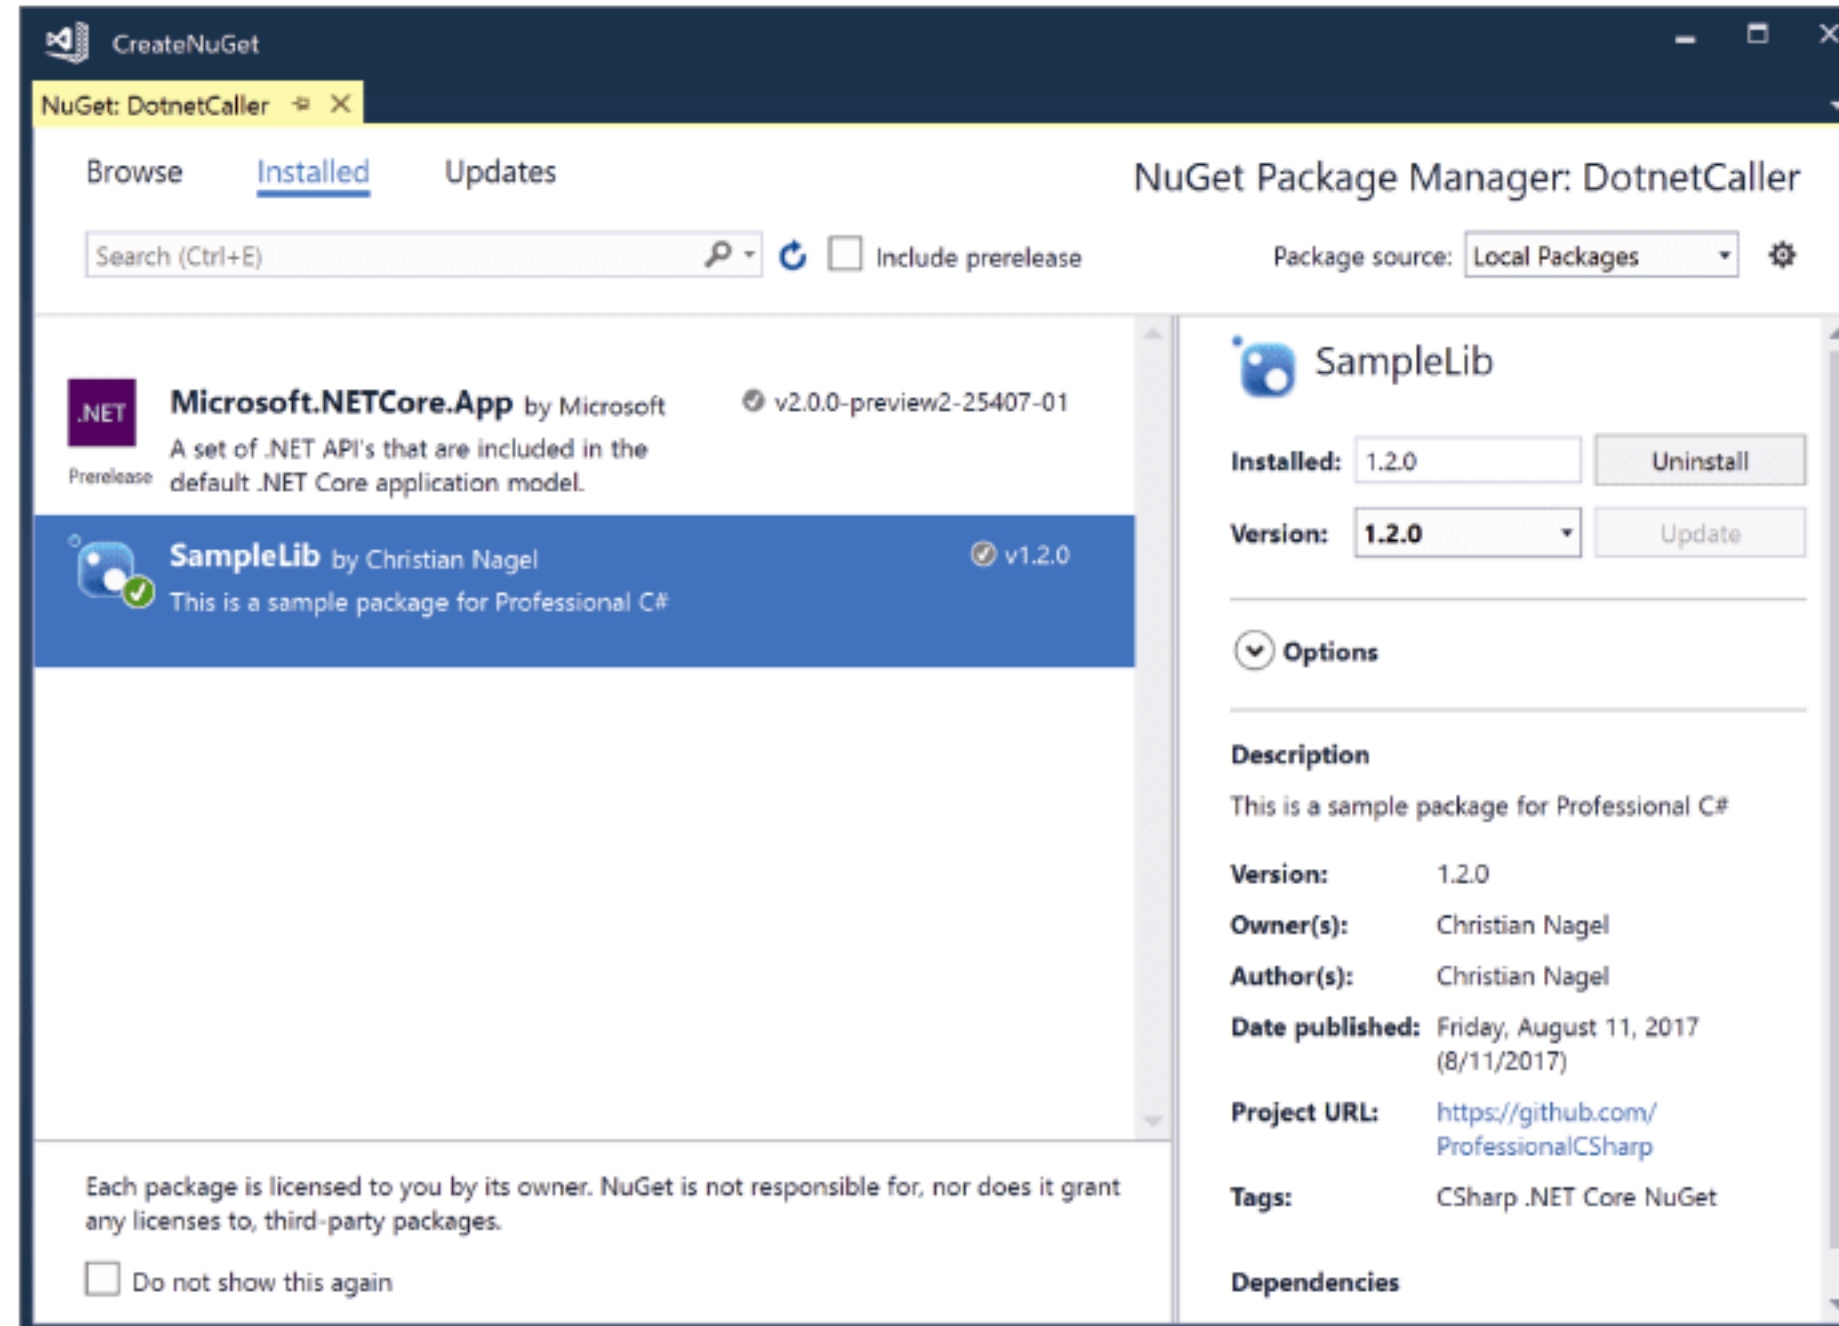 CreateNuGet
NuGet: DotnetCaller
Browse Installed Updates
NuGet Package Manager: DotnetCaller
Search (Ctrl+E)
Include prerelease
Package source: Local Packages
.NET
Prerelease
Microsoft.NETCore.App by Microsoft
v2.0.0-preview2-25407-01
A set of .NET API's that are included in the
default .NET Core application model.
SampleLib by Christian Nagel
v1.2.0
This is a sample package for Professional C#
Each package is licensed to you by its owner. NuGet is not responsible for, nor does it grant
any licenses to, third-party packages.
Do not show this again
SampleLib
Installed: 1.2.0 Uninstall
Version: 1.2.0 Update
Options
Description
This is a sample package for Professional C#
Version: 1.2.0
Owner(s): Christian Nagel
Author(s): Christian Nagel
Date published: Friday, August 11, 2017
(8/11/2017)
Project URL: https://github.com/
ProfessionalCSharp
Tags: CSharp .NET Core NuGet
Dependencies